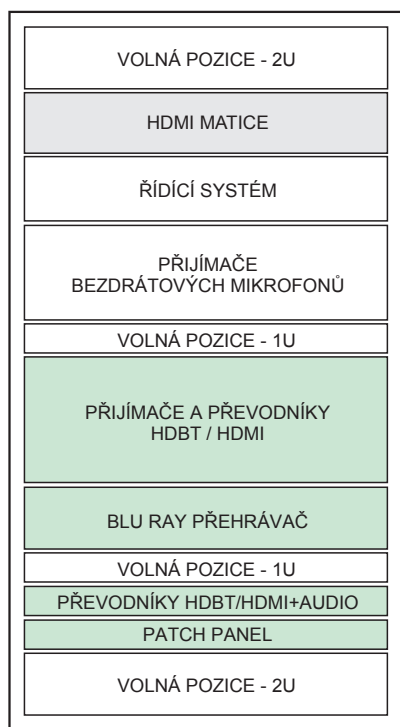 VOLNÁ POZICE - 2U
HDMI MATICE
ŘÍDÍCÍ SYSTÉM
PŘIJÍMAČE
BEZDRÁTOVÝCH MIKROFONŮ
VOLNÁ POZICE - 1U
PŘIJÍMAČE A PŘEVODNÍKY
HDBT / HDMI
BLU RAY PŘEHRÁVAČ
VOLNÁ POZICE - 1U
PŘEVODNÍKY HDBT/HDMI+AUDIO
PATCH PANEL
VOLNÁ POZICE - 2U